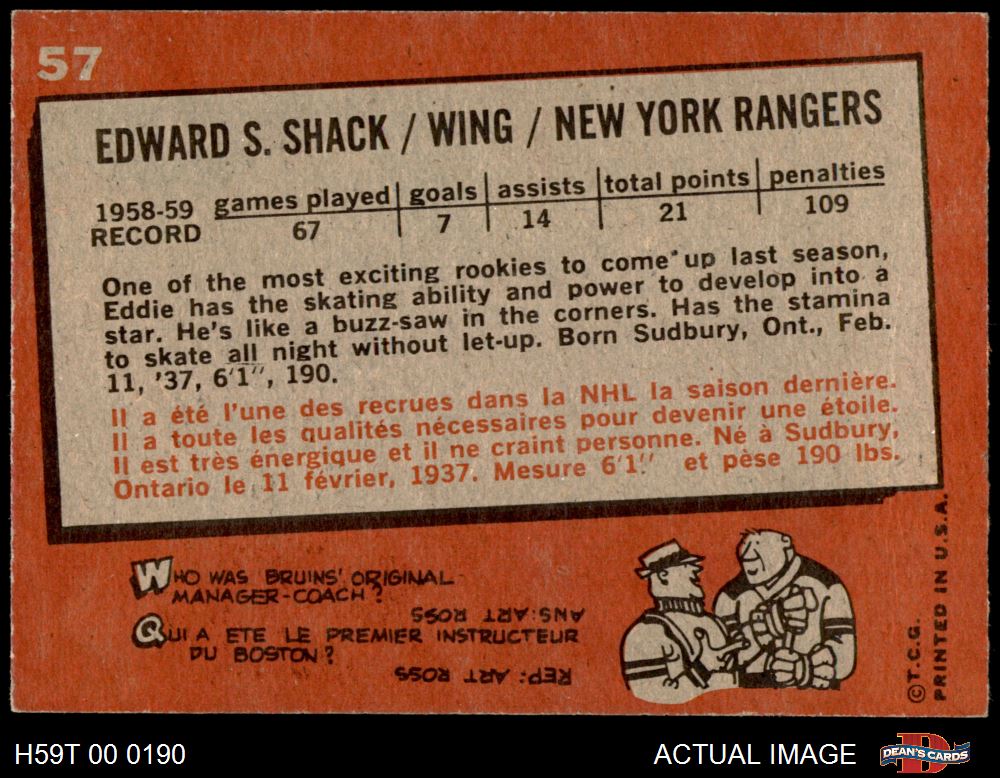 57
EDWARD S. SHACK / WING / NEW YORK RANGERS
1958-59 RECORD games played goals assists total points penalties
67 7 14 21 109
One of the most exciting rookies to come up last season,
Eddie has the skating ability and power to develop into a
star. He's like a buzz-saw in the corners. Has the stamina
to skate all night without let-up. Born Sudbury, Ont., Feb.
11, '37, 6'1", 190.
Il a été l'une des recrues dans la NHL la saison dernière.
Il a toute les qualités nécessaires pour devenir une étoile.
Il est très énergique et il ne craint personne. Né à Sudbury,
Ontario le 11 février, 1937. Mesure 6'1" et pèse 190 lbs.
WHO WAS BRUINS' ORIGINAL
MANAGER-COACH?
ANS: ART ROSS
QUI A ETE LE PREMIER INSTRUCTEUR
DU BOSTON?
REP: ART ROSS
© T.C.G.
PRINTED IN U.S.A.
H59T 00 0190
ACTUAL IMAGE
D
DEAN'S CARDS